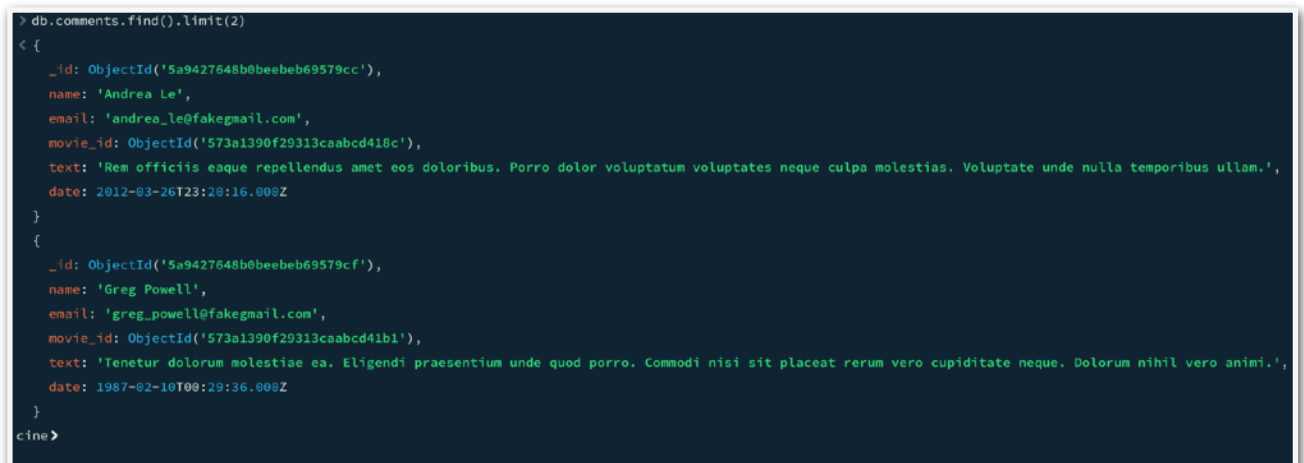 > db.comments.find().limit(2)
< {
_id: ObjectId('5a9427648b0beebeb69579cc'),
name: 'Andrea Le',
email: 'andrea_le@fakegmail.com',
movie_id: ObjectId('573a1390f29313caabcd418c'),
text: 'Rem officiis eaque repellendus amet eos doloribus. Porro dolor voluptatum voluptates neque culpa molestias. Voluptate unde nulla temporibus ullam.',
date: 2012-03-26T23:20:16.000Z
}
{
_id: ObjectId('5a9427648b0beebeb69579cf'),
name: 'Greg Powell',
email: 'greg_powell@fakegmail.com',
movie_id: ObjectId('573a1390f29313caabcd41b1'),
text: 'Tenetur dolorum molestiae ea. Eligendi praesentium unde quod porro. Commodi nisi sit placeat rerum vero cupiditate neque. Dolorum nihil vero animi.',
date: 1987-02-10T00:29:36.000Z
}
cine>